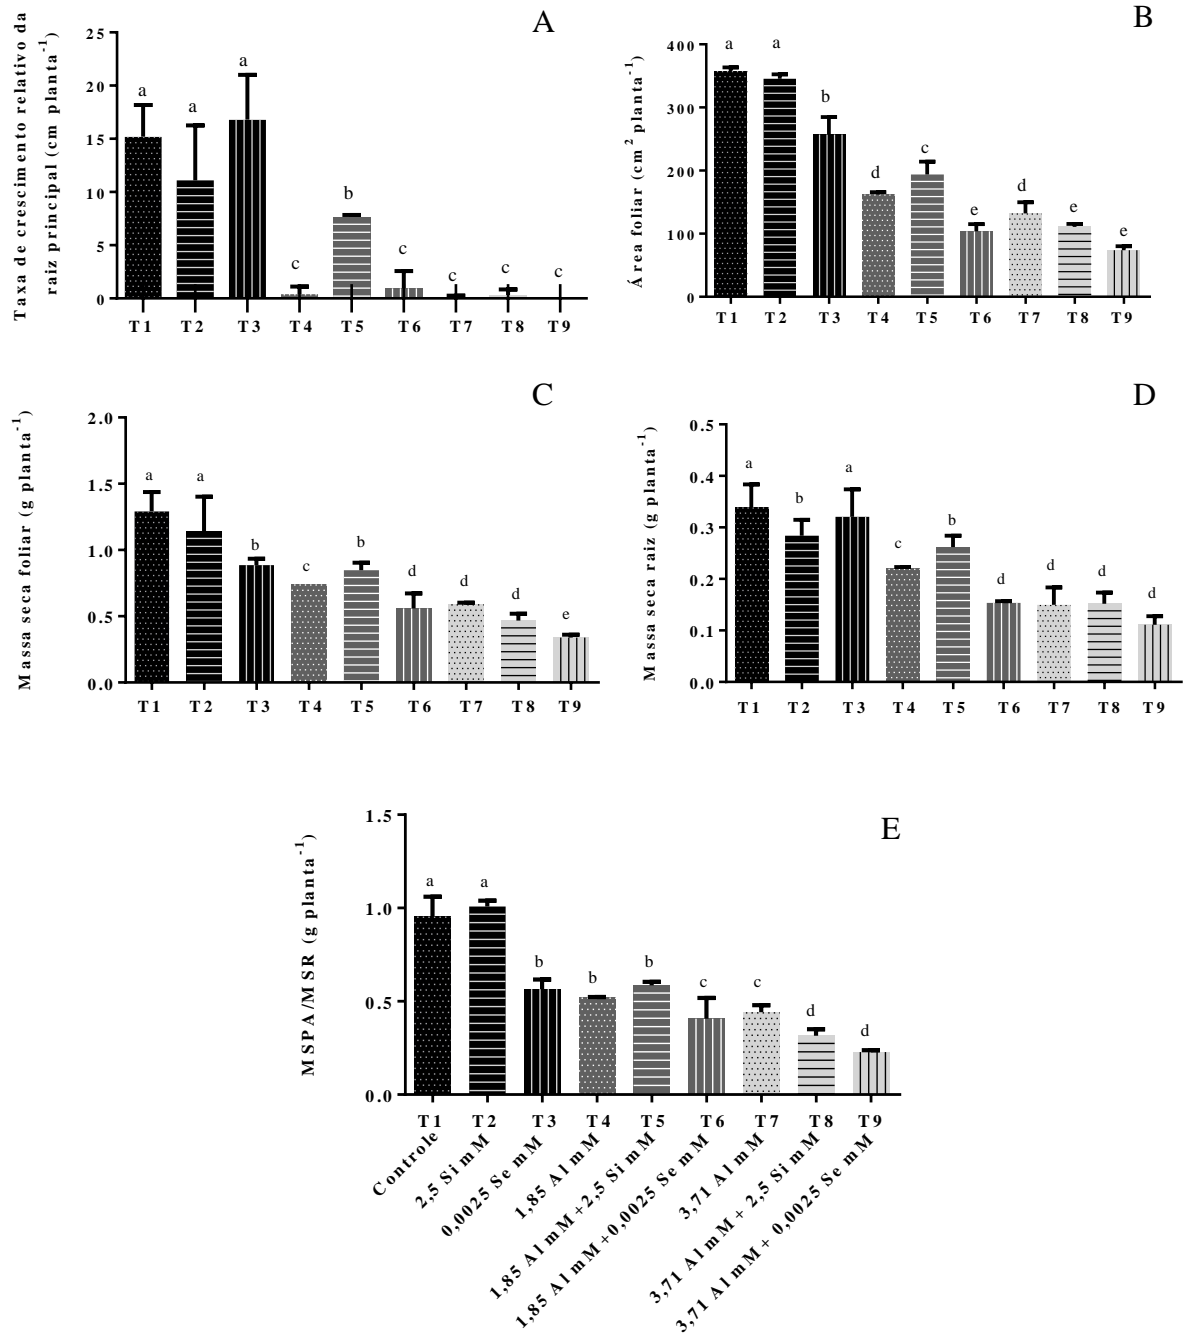 A
Taxa de crescimento relativo da
raiz principal (cm planta-1)
25
20
15
10
5
0
a
a
a
c
b
c
c
c
c
T1 T2 T3 T4 T5 T6 T7 T8 T9
B
Área foliar (cm2 planta-1)
400
300
200
100
0
a
a
b
d
c
e
d
e
e
T1 T2 T3 T4 T5 T6 T7 T8 T9
C
Massa seca foliar (g planta-1)
2.0
1.5
1.0
0.5
0.0
a
a
b
c
b
d
d
d
e
T1 T2 T3 T4 T5 T6 T7 T8 T9
D
Massa seca raiz (g planta-1)
0.5
0.4
0.3
0.2
0.1
0.0
a
b
a
c
b
d
d
d
d
T1 T2 T3 T4 T5 T6 T7 T8 T9
E
MSPA/MSR (g planta-1)
1.5
1.0
0.5
0.0
a
a
b
b
b
c
c
d
d
T1 T2 T3 T4 T5 T6 T7 T8 T9
Controle
2,5 Si mM
0,0025 Se mM
1,85 Al mM
1,85 Al mM +2,5 Si mM
1,85 Al mM +0,0025 Se mM
3,71 Al mM
3,71 Al mM + 2,5 Si mM
3,71 Al mM + 0,0025 Se mM